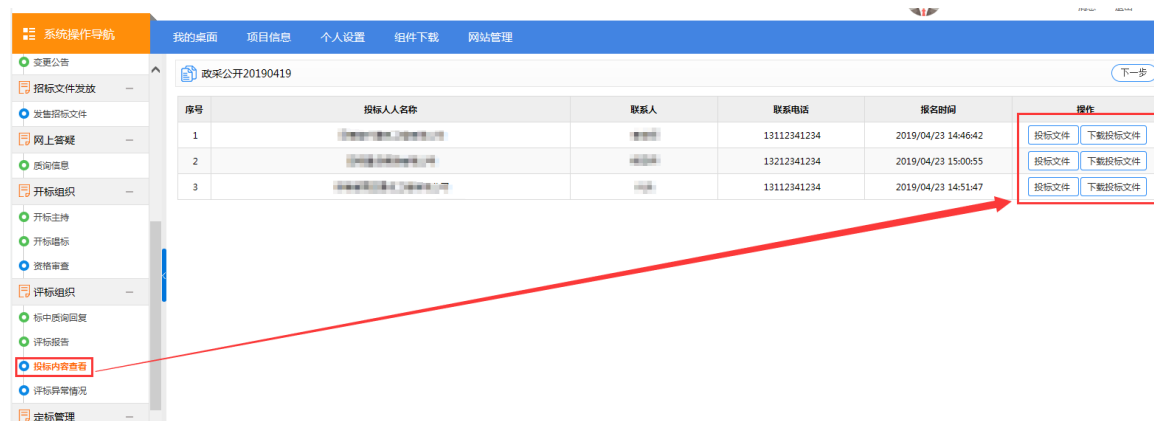 系统操作导航
我的桌面 项目信息 个人设置 组件下载 网站管理
变更公告
招标文件发放
发售招标文件
网上答疑
质询信息
开标组织
开标主持
开标唱标
资格审查
评标组织
标中质询回复
评标报告
投标内容查看
评标异常情况
定标管理
政采公开20190419
下一步
序号 投标人人名称 联系人 联系电话 报名时间 操作
1 13112341234 2019/04/23 14:46:42 投标文件 下载投标文件
2 13212341234 2019/04/23 15:00:55 投标文件 下载投标文件
3 13112341234 2019/04/23 14:51:47 投标文件 下载投标文件